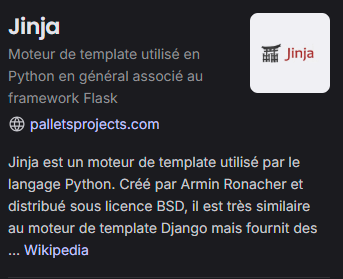 Jinja
Moteur de template utilisé en
Python en général associé au
framework Flask
Jinja
palletsprojects.com
Jinja est un moteur de template utilisé par le
langage Python. Créé par Armin Ronacher et
distribué sous licence BSD, il est très similaire
au moteur de template Django mais fournit des
... Wikipedia